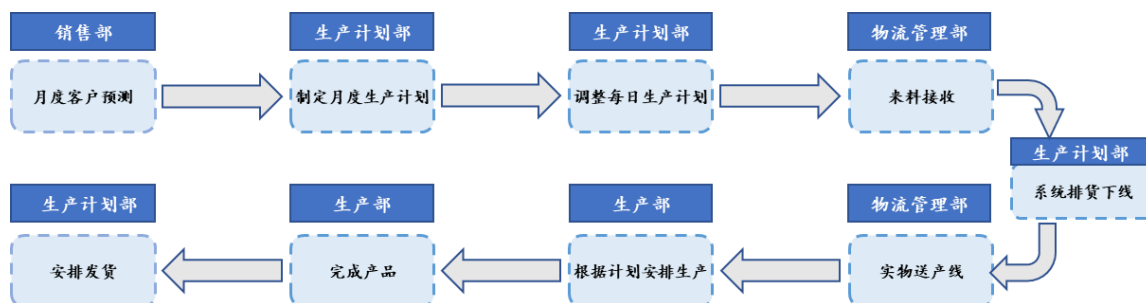 销售部
月度客户预测
生产计划部
制定月度生产计划
生产计划部
调整每日生产计划
物流管理部
来料接收
生产计划部
系统排货下线
物流管理部
实物送产线
生产部
根据计划安排生产
生产部
完成产品
生产计划部
安排发货